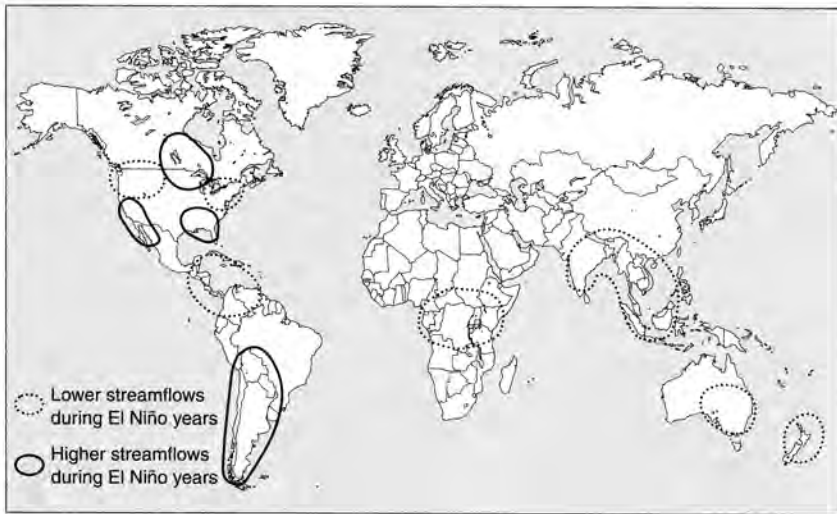 Lower streamflows
during El Niño years
Higher streamflows
during El Niño years